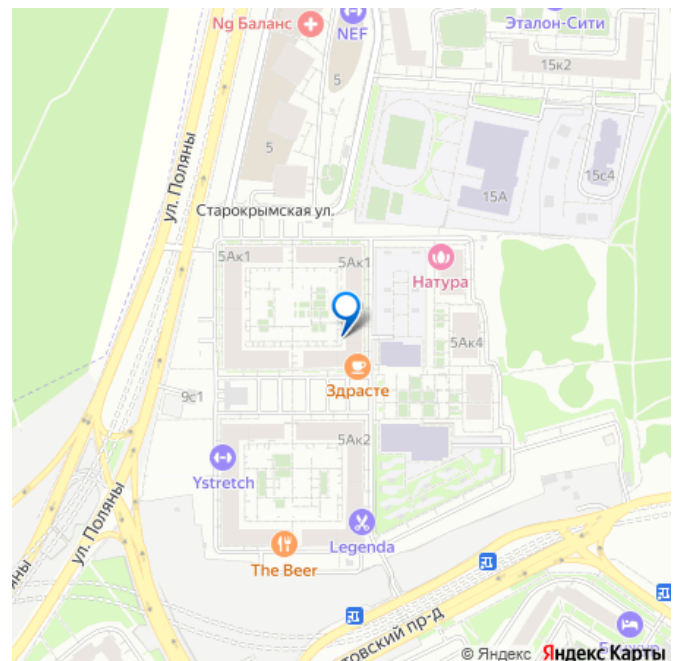 Ng Баланс
NEF
Эталон-Сити
15к2
5
5
ул. Поляны
15А
15с4
Старокрымская ул.
5Ак1
5Ак1
Натура
5Ак4
Здрасте
9с1
5Ак2
Ystretch
ул. Поляны
Legenda
The Beer
© Яндекс Яндекс Карты